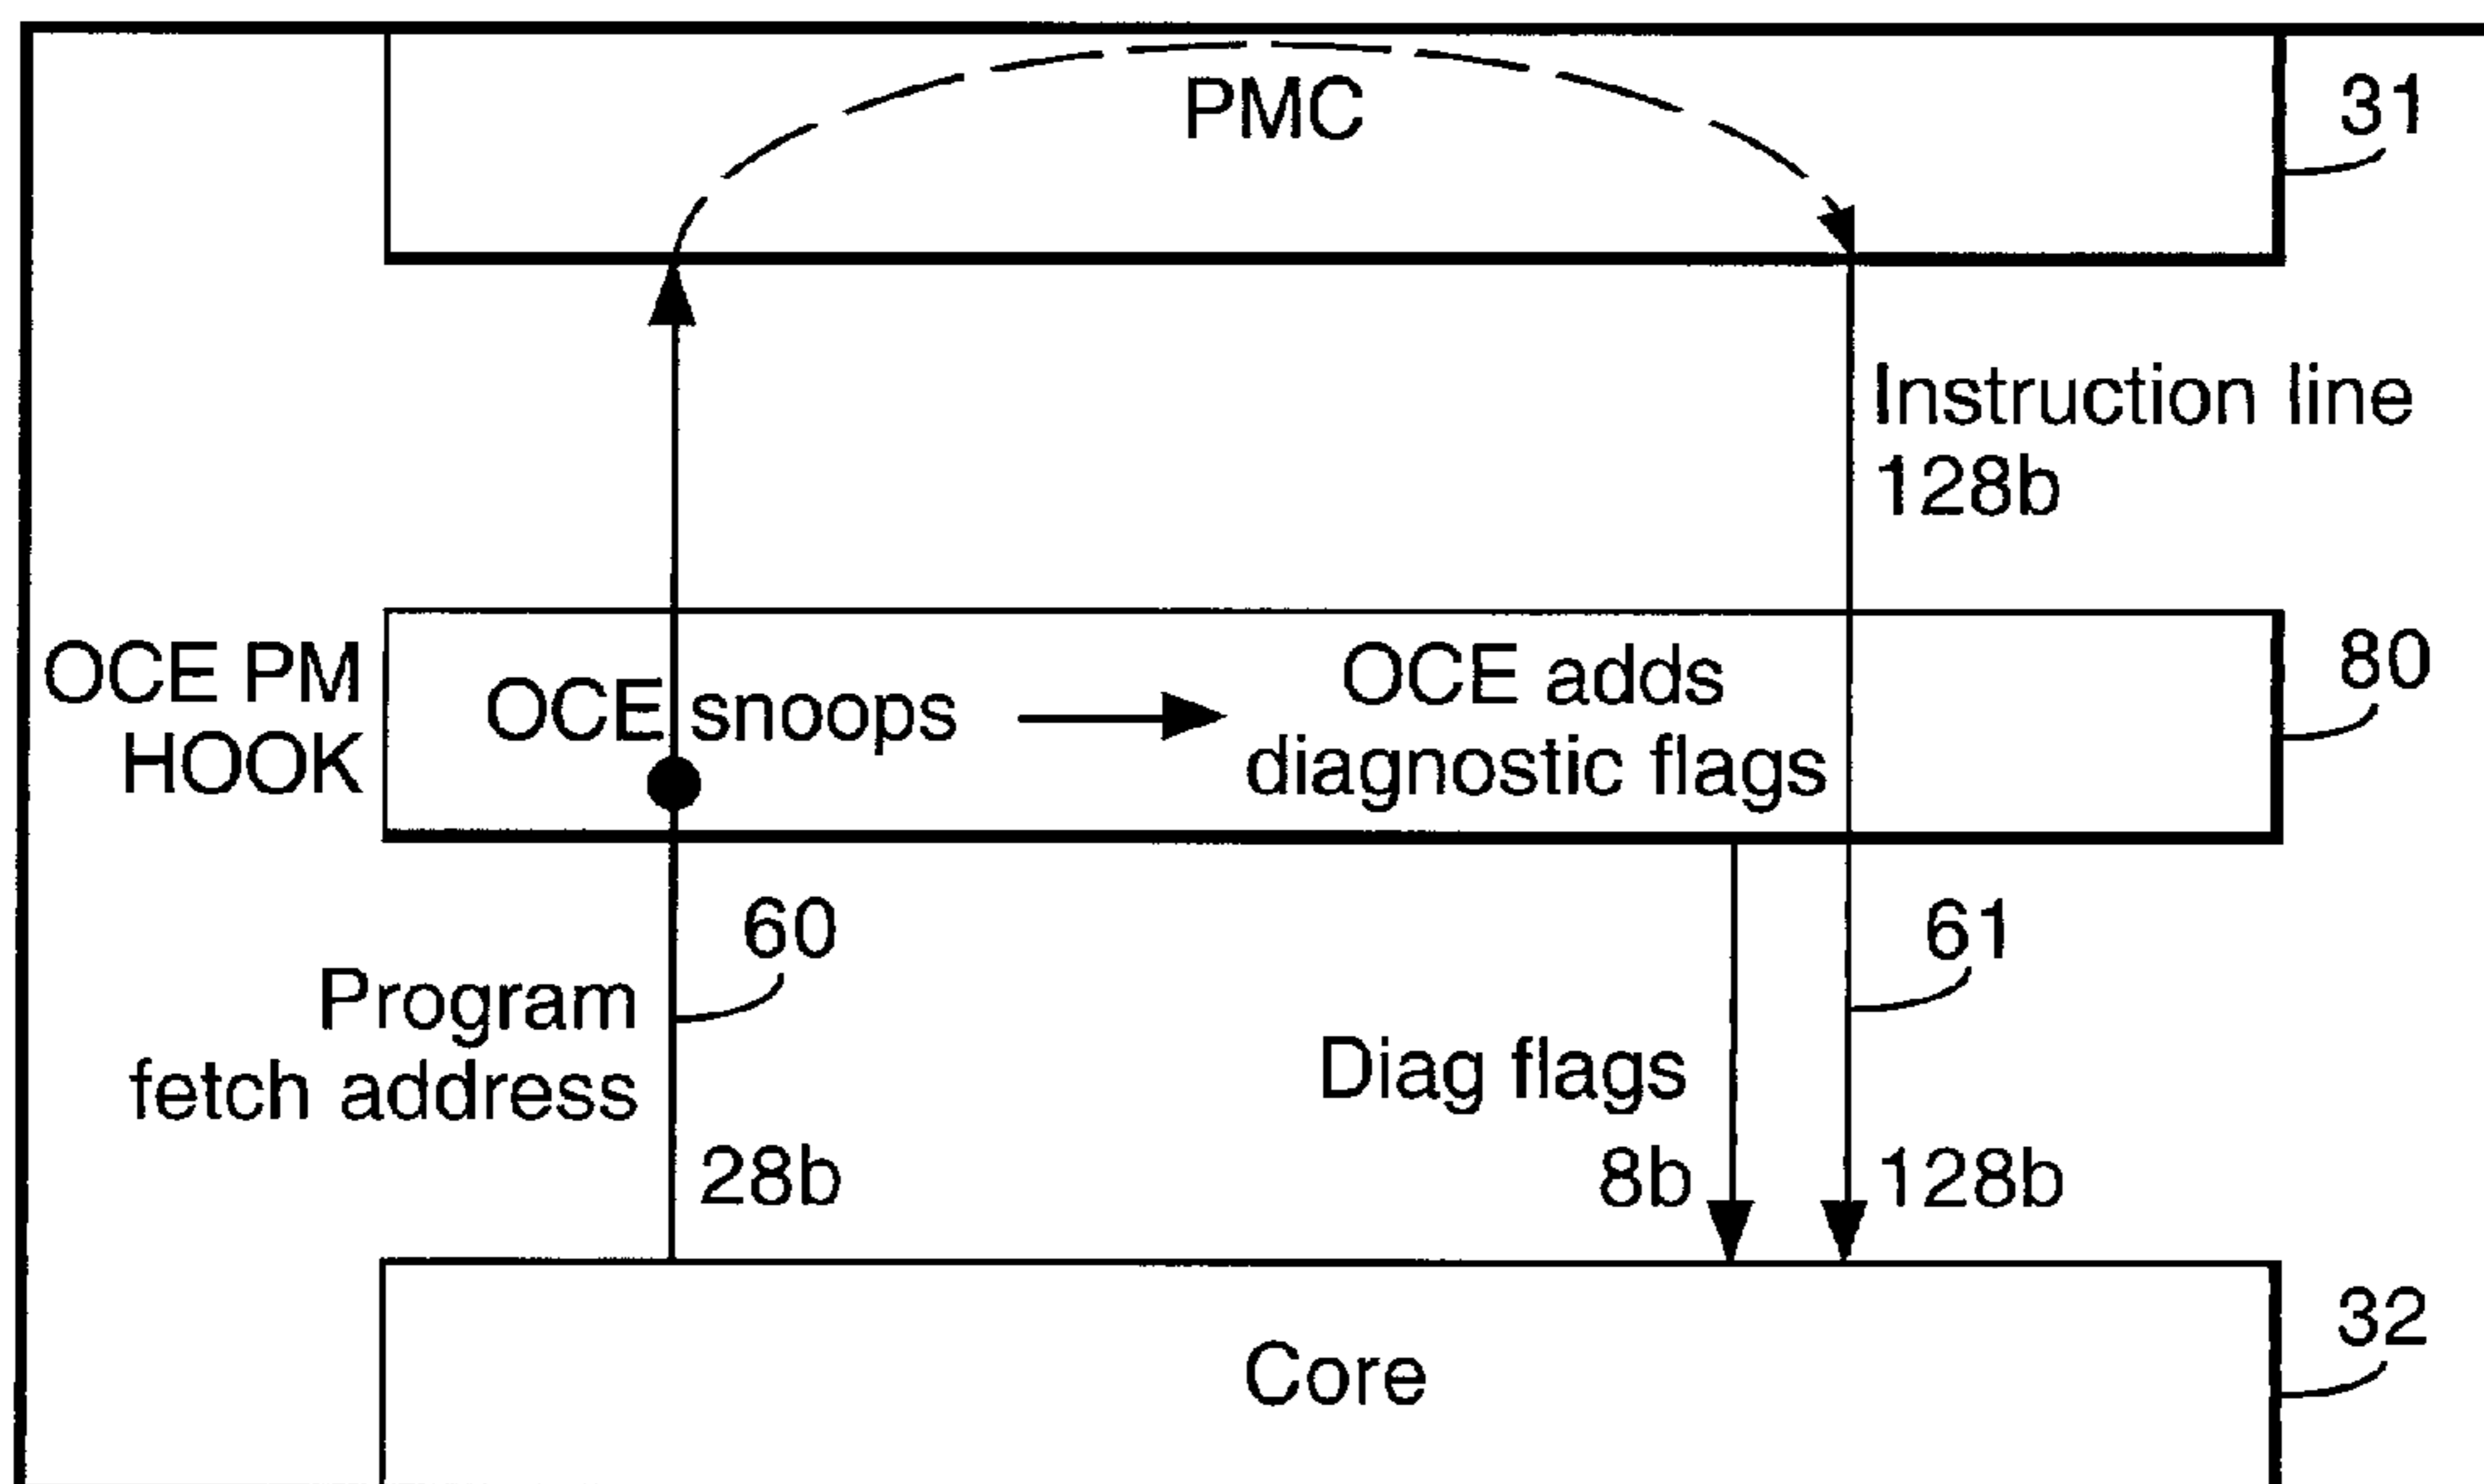 PMC
31
Instruction line
128b
OCE PM
HOOK
OCE snoops
OCE adds
diagnostic flags
80
60
61
Program
fetch address
28b
Diag flags
8b
128b
Core
32